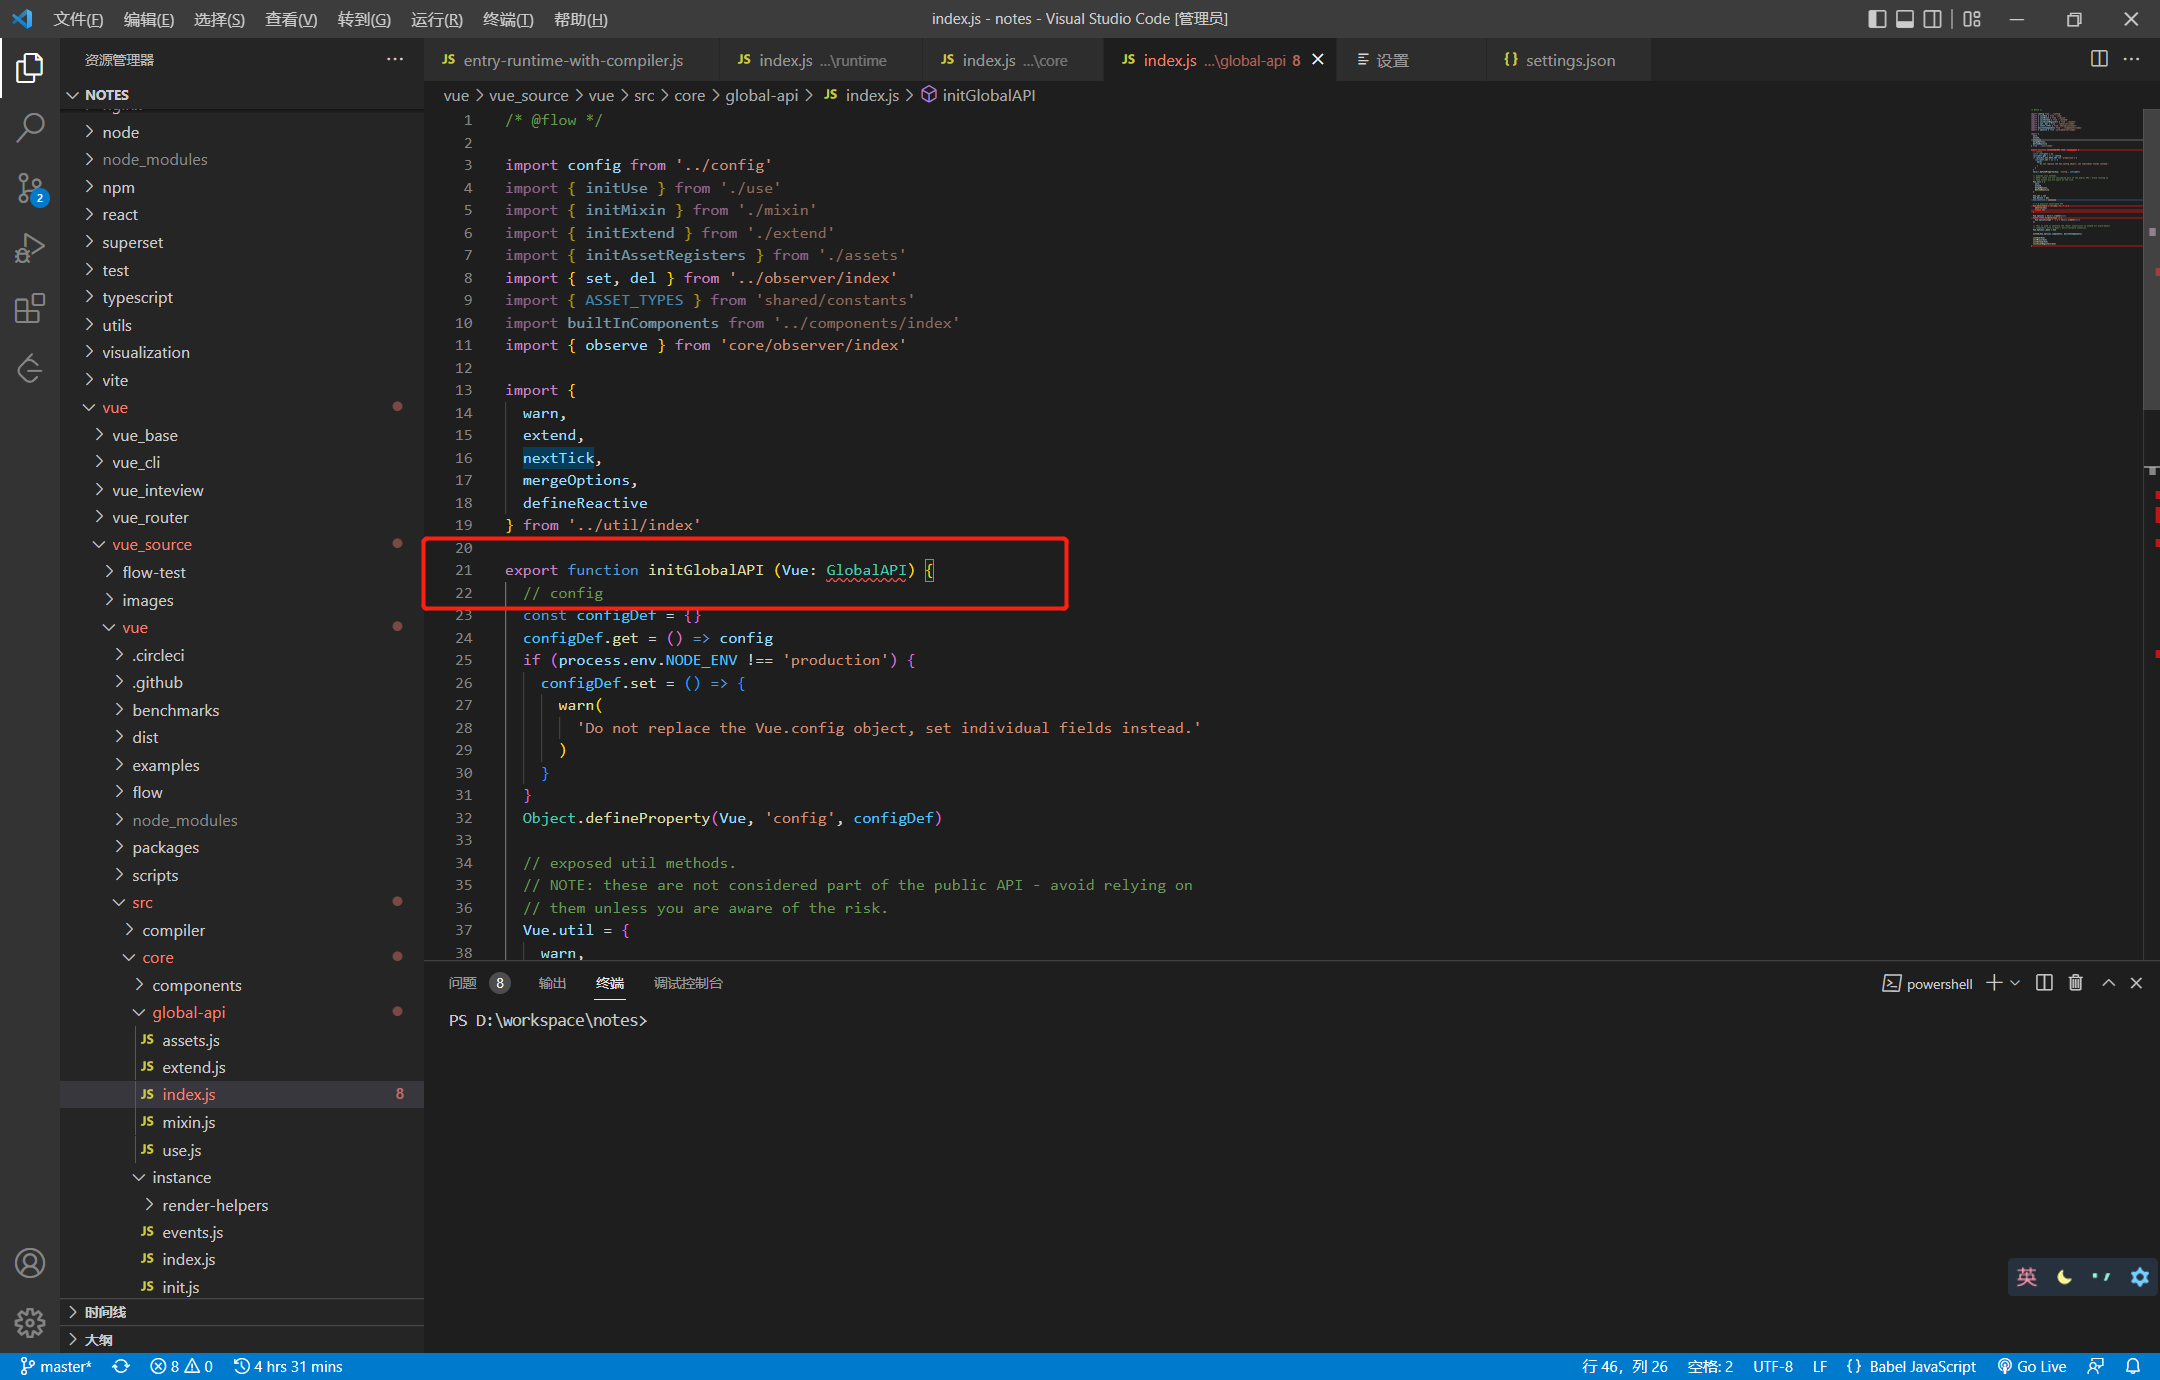 文件(F) 编辑(E) 选择(S) 查看(V) 转到(G) 运行(R) 终端(T) 帮助(H)
index.js - notes - Visual Studio Code [管理员]
资源管理器 ···
NOTES
node
node_modules
npm
react
superset
test
typescript
utils
visualization
vite
vue
vue_base
vue_cli
vue_inteview
vue_router
vue_source
flow-test
images
vue
.circleci
.github
benchmarks
dist
examples
flow
node_modules
packages
scripts
src
compiler
core
components
global-api
JS assets.js
JS extend.js
JS index.js 8
JS mixin.js
JS use.js
instance
render-helpers
JS events.js
JS index.js
JS init.js
时间线
大纲
2
JS entry-runtime-with-compiler.js
JS index.js ...\runtime
JS index.js ...\core
JS index.js ...\global-api 8
设置
{} settings.json
vue > vue_source > vue > src > core > global-api > JS index.js > initGlobalAPI
1 /* @flow */
2
3 import config from '../config'
4 import { initUse } from './use'
5 import { initMixin } from './mixin'
6 import { initExtend } from './extend'
7 import { initAssetRegisters } from './assets'
8 import { set, del } from '../observer/index'
9 import { ASSET_TYPES } from 'shared/constants'
10 import builtInComponents from '../components/index'
11 import { observe } from 'core/observer/index'
12
13 import {
14 warn,
15 extend,
16 nextTick,
17 mergeOptions,
18 defineReactive
19 } from '../util/index'
20
21 export function initGlobalAPI (Vue: GlobalAPI) {
22 // config
23 const configDef = {}
24 configDef.get = () => config
25 if (process.env.NODE_ENV !== 'production') {
26 configDef.set = () => {
27 warn(
28 'Do not replace the Vue.config object, set individual fields instead.'
29 )
30 }
31 }
32 Object.defineProperty(Vue, 'config', configDef)
33
34 // exposed util methods.
35 // NOTE: these are not considered part of the public API - avoid relying on
36 // them unless you are aware of the risk.
37 Vue.util = {
38 warn,
问题 8 输出 终端 调试控制台
powershell
PS D:\workspace\notes>
英
master* 8 0 4 hrs 31 mins
行 46，列 26 空格: 2 UTF-8 LF {} Babel JavaScript Go Live